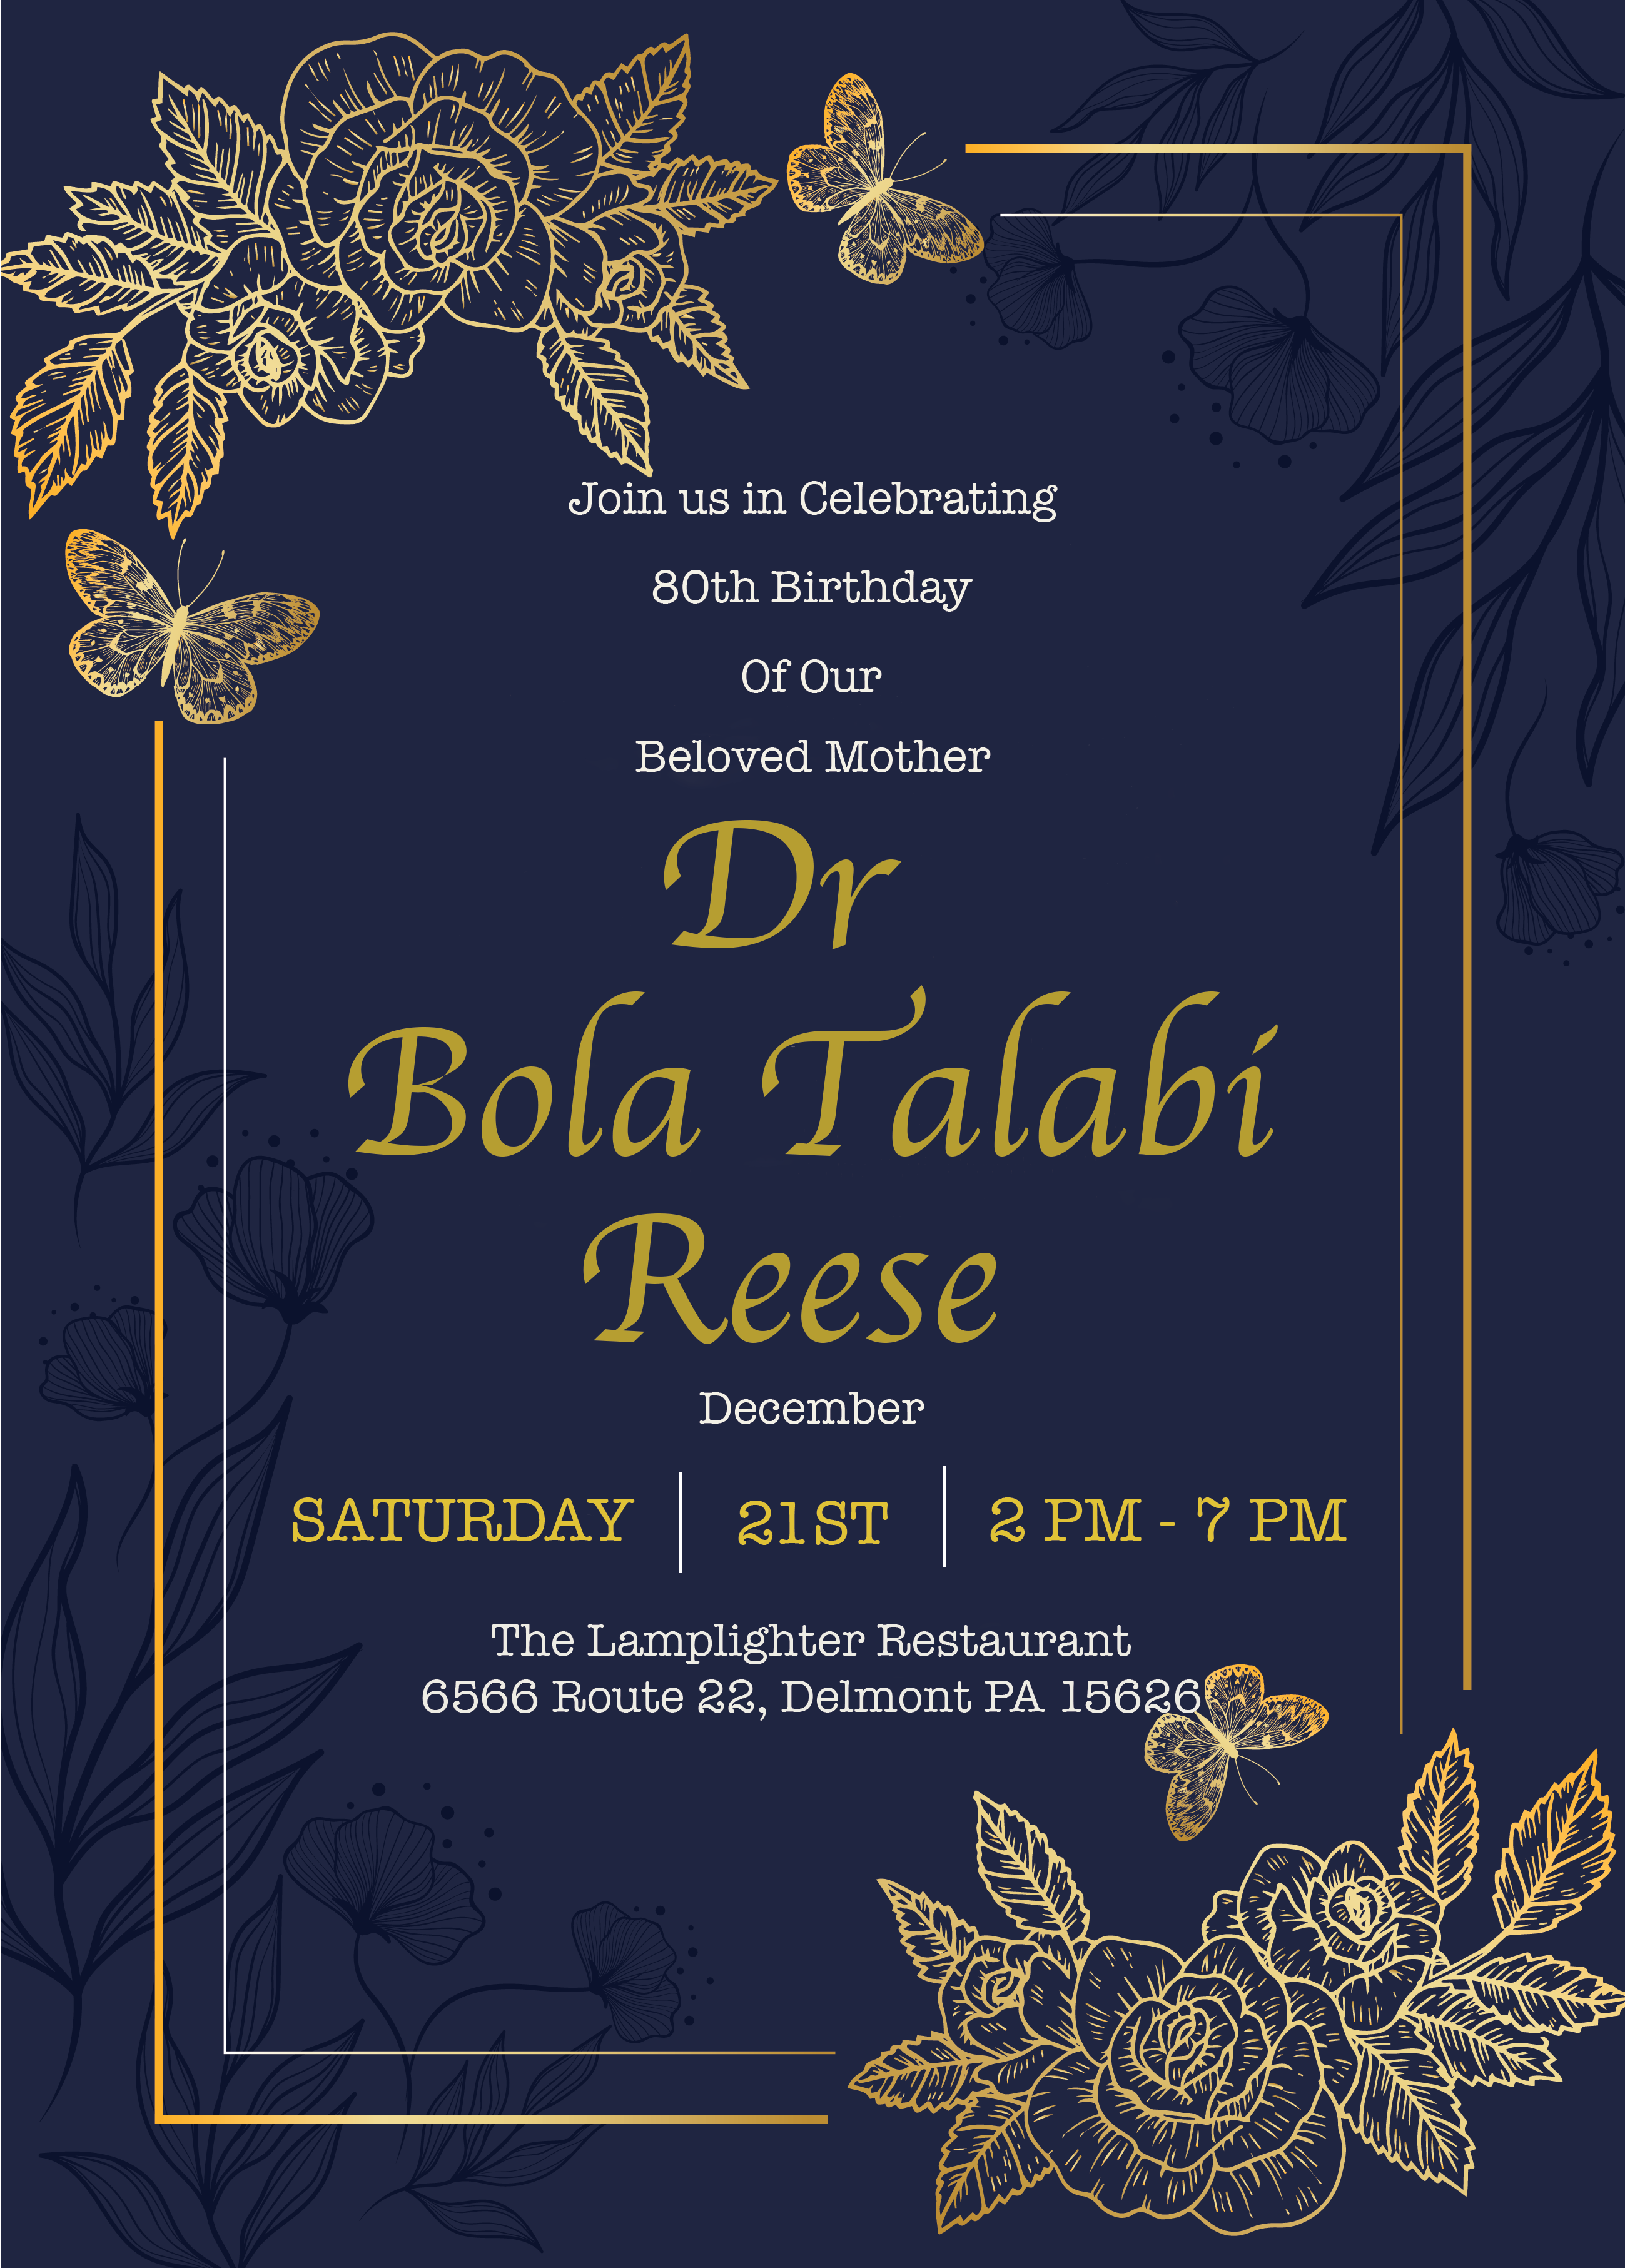 Join us in Celebrating
80th Birthday
Of Our
Beloved Mother
Dr
Bola Talabi
Reese
December
SATURDAY 21ST 2 PM - 7 PM
The Lamplighter Restaurant
6566 Route 22, Delmont PA 15626